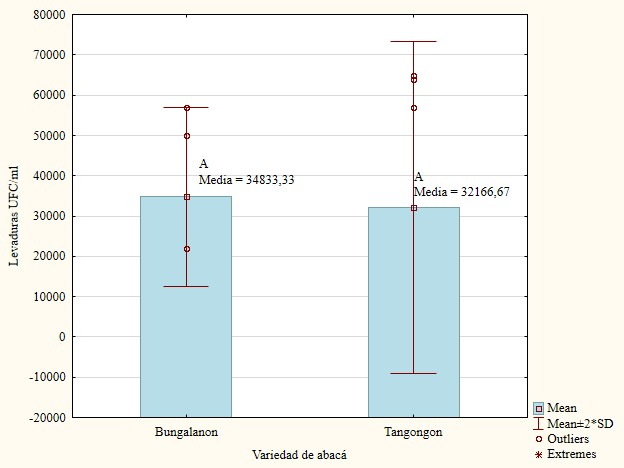 80000
70000
60000
50000
40000
30000
20000
10000
0
-10000
-20000
Levaduras UFC/ml
A
Media = 34833,33
A
Media = 32166,67
Bungalanon
Tangongon
Variedad de abacá
Mean
Mean±2*SD
Outliers
Extremes